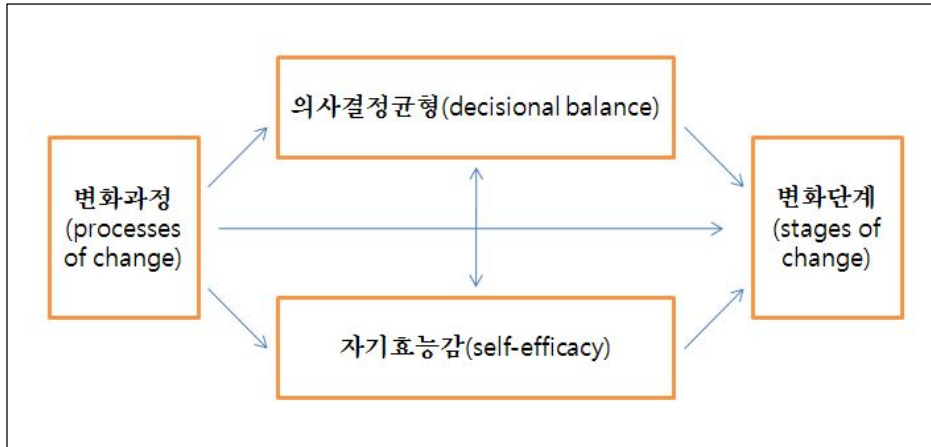 의사결정균형(decisional balance)
변화과정
(processes
of change)
변화단계
(stages of
change)
자기효능감(self-efficacy)